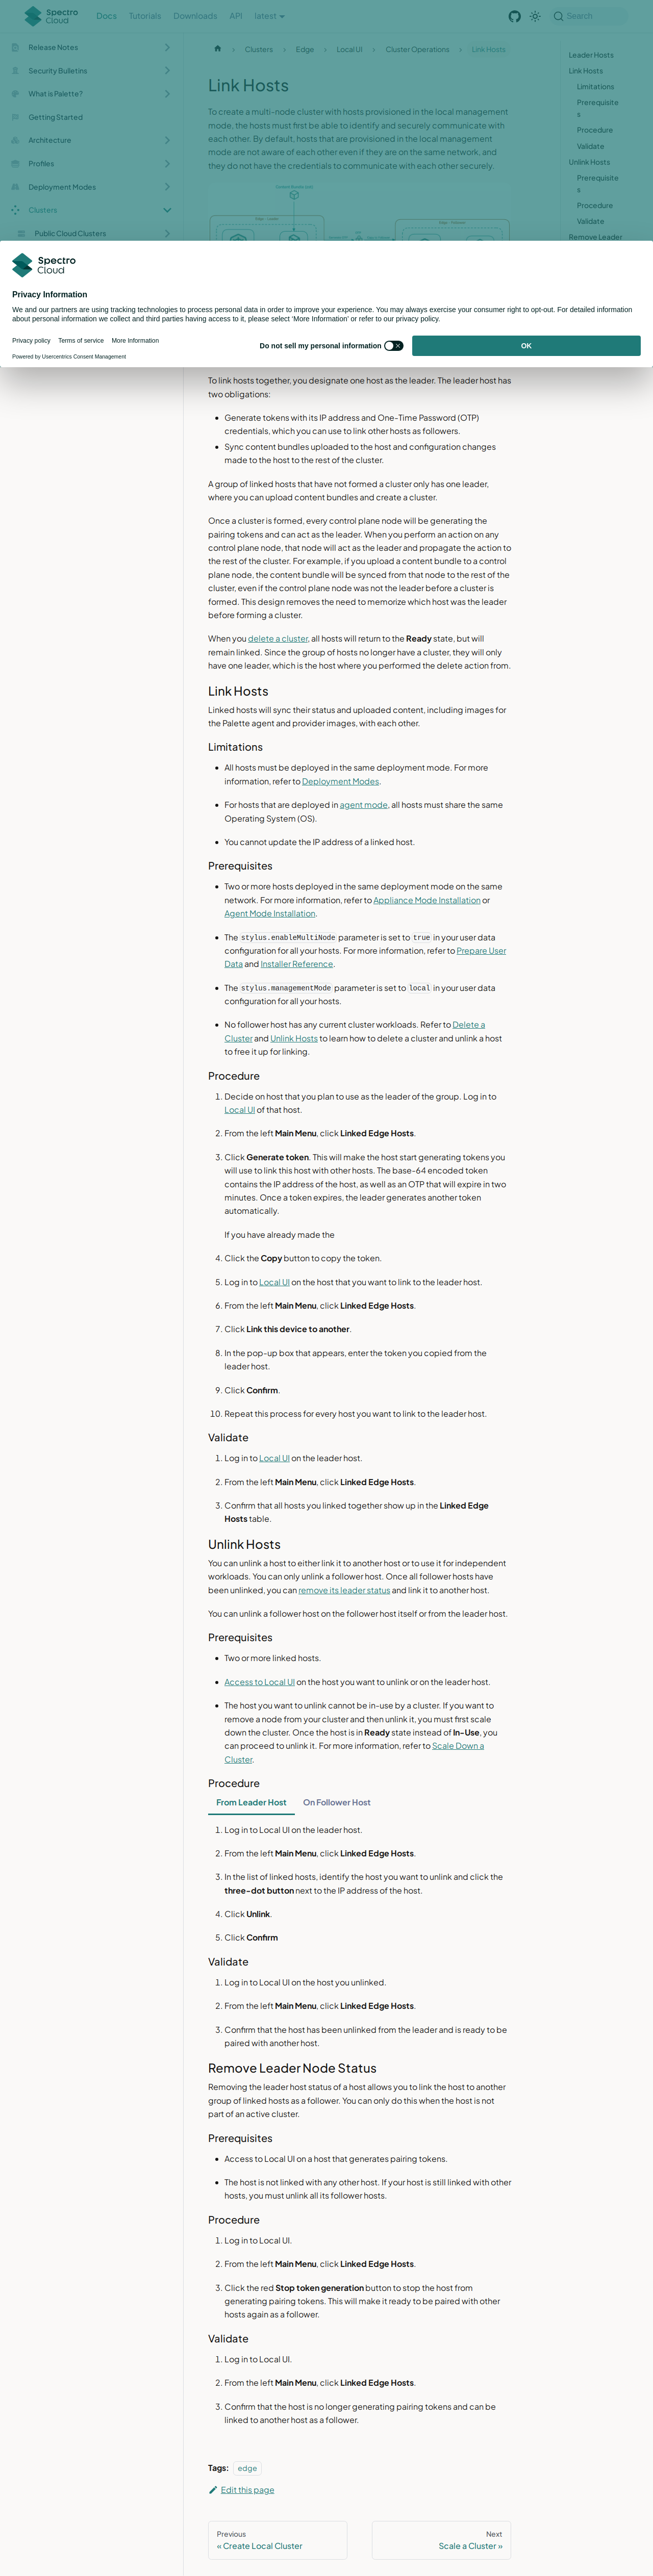 Spectro Cloud
Docs
Tutorials
Downloads
API
latest
Search
Release Notes
Security Bulletins
What is Palette?
Getting Started
Architecture
Profiles
Deployment Modes
Clusters
Public Cloud Clusters
Clusters
Edge
Local UI
Cluster Operations
Link Hosts
Link Hosts
To create a multi-node cluster with hosts provisioned in the local management
mode, the hosts must first be able to identify and securely communicate with
each other. By default, hosts that are provisioned in the local management
mode are not aware of each other even if they are on the same network, and
they do not have the credentials to communicate with each other securely.
Leader Hosts
Link Hosts
Limitations
Prerequisite
s
Procedure
Validate
Unlink Hosts
Prerequisite
s
Procedure
Validate
Remove Leader
Spectro Cloud
Privacy Information
We and our partners are using tracking technologies to process personal data in order to improve your experience. You may always exercise your consumer right to opt-out. For detailed information
about personal information we collect and third parties having access to it, please select 'More Information' or refer to our privacy policy.
Privacy policy
Terms of service
More Information
Powered by Usercentrics Consent Management
Do not sell my personal information
OK
To link hosts together, you designate one host as the leader. The leader host has
two obligations:
Generate tokens with its IP address and One-Time Password (OTP)
credentials, which you can use to link other hosts as followers.
Sync content bundles uploaded to the host and configuration changes
made to the host to the rest of the cluster.
A group of linked hosts that have not formed a cluster only has one leader,
where you can upload content bundles and create a cluster.
Once a cluster is formed, every control plane node will be generating the
pairing tokens and can act as the leader. When you perform an action on any
control plane node, that node will act as the leader and propagate the action to
the rest of the cluster. For example, if you upload a content bundle to a control
plane node, the content bundle will be synced from that node to the rest of the
cluster, even if the control plane node was not the leader before a cluster is
formed. This design removes the need to memorize which host was the leader
before forming a cluster.
When you delete a cluster, all hosts will return to the Ready state, but will
remain linked. Since the group of hosts no longer have a cluster, they will only
have one leader, which is the host where you performed the delete action from.
Link Hosts
Linked hosts will sync their status and uploaded content, including images for
the Palette agent and provider images, with each other.
Limitations
All hosts must be deployed in the same deployment mode. For more
information, refer to Deployment Modes.
For hosts that are deployed in agent mode, all hosts must share the same
Operating System (OS).
You cannot update the IP address of a linked host.
Prerequisites
Two or more hosts deployed in the same deployment mode on the same
network. For more information, refer to Appliance Mode Installation or
Agent Mode Installation.
The stylus.enableMultiNode parameter is set to true in your user data
configuration for all your hosts. For more information, refer to Prepare User
Data and Installer Reference.
The stylus.managementMode parameter is set to local in your user data
configuration for all your hosts.
No follower host has any current cluster workloads. Refer to Delete a
Cluster and Unlink Hosts to learn how to delete a cluster and unlink a host
to free it up for linking.
Procedure
1. Decide on host that you plan to use as the leader of the group. Log in to
Local UI of that host.
2. From the left Main Menu, click Linked Edge Hosts.
3. Click Generate token. This will make the host start generating tokens you
will use to link this host with other hosts. The base-64 encoded token
contains the IP address of the host, as well as an OTP that will expire in two
minutes. Once a token expires, the leader generates another token
automatically.
If you have already made the
4. Click the Copy button to copy the token.
5. Log in to Local UI on the host that you want to link to the leader host.
6. From the left Main Menu, click Linked Edge Hosts.
7. Click Link this device to another.
8. In the pop-up box that appears, enter the token you copied from the
leader host.
9. Click Confirm.
10. Repeat this process for every host you want to link to the leader host.
Validate
1. Log in to Local UI on the leader host.
2. From the left Main Menu, click Linked Edge Hosts.
3. Confirm that all hosts you linked together show up in the Linked Edge
Hosts table.
Unlink Hosts
You can unlink a host to either link it to another host or to use it for independent
workloads. You can only unlink a follower host. Once all follower hosts have
been unlinked, you can remove its leader status and link it to another host.
You can unlink a follower host on the follower host itself or from the leader host.
Prerequisites
Two or more linked hosts.
Access to Local UI on the host you want to unlink or on the leader host.
The host you want to unlink cannot be in-use by a cluster. If you want to
remove a node from your cluster and then unlink it, you must first scale
down the cluster. Once the host is in Ready state instead of In-Use, you
can proceed to unlink it. For more information, refer to Scale Down a
Cluster.
Procedure
From Leader Host
On Follower Host
1. Log in to Local UI on the leader host.
2. From the left Main Menu, click Linked Edge Hosts.
3. In the list of linked hosts, identify the host you want to unlink and click the
three-dot button next to the IP address of the host.
4. Click Unlink.
5. Click Confirm
Validate
1. Log in to Local UI on the host you unlinked.
2. From the left Main Menu, click Linked Edge Hosts.
3. Confirm that the host has been unlinked from the leader and is ready to be
paired with another host.
Remove Leader Node Status
Removing the leader host status of a host allows you to link the host to another
group of linked hosts as a follower. You can only do this when the host is not
part of an active cluster.
Prerequisites
Access to Local UI on a host that generates pairing tokens.
The host is not linked with any other host. If your host is still linked with other
hosts, you must unlink all its follower hosts.
Procedure
1. Log in to Local UI.
2. From the left Main Menu, click Linked Edge Hosts.
3. Click the red Stop token generation button to stop the host from
generating pairing tokens. This will make it ready to be paired with other
hosts again as a follower.
Validate
1. Log in to Local UI.
2. From the left Main Menu, click Linked Edge Hosts.
3. Confirm that the host is no longer generating pairing tokens and can be
linked to another host as a follower.
Tags: edge
Edit this page
Previous
« Create Local Cluster
Next
Scale a Cluster »